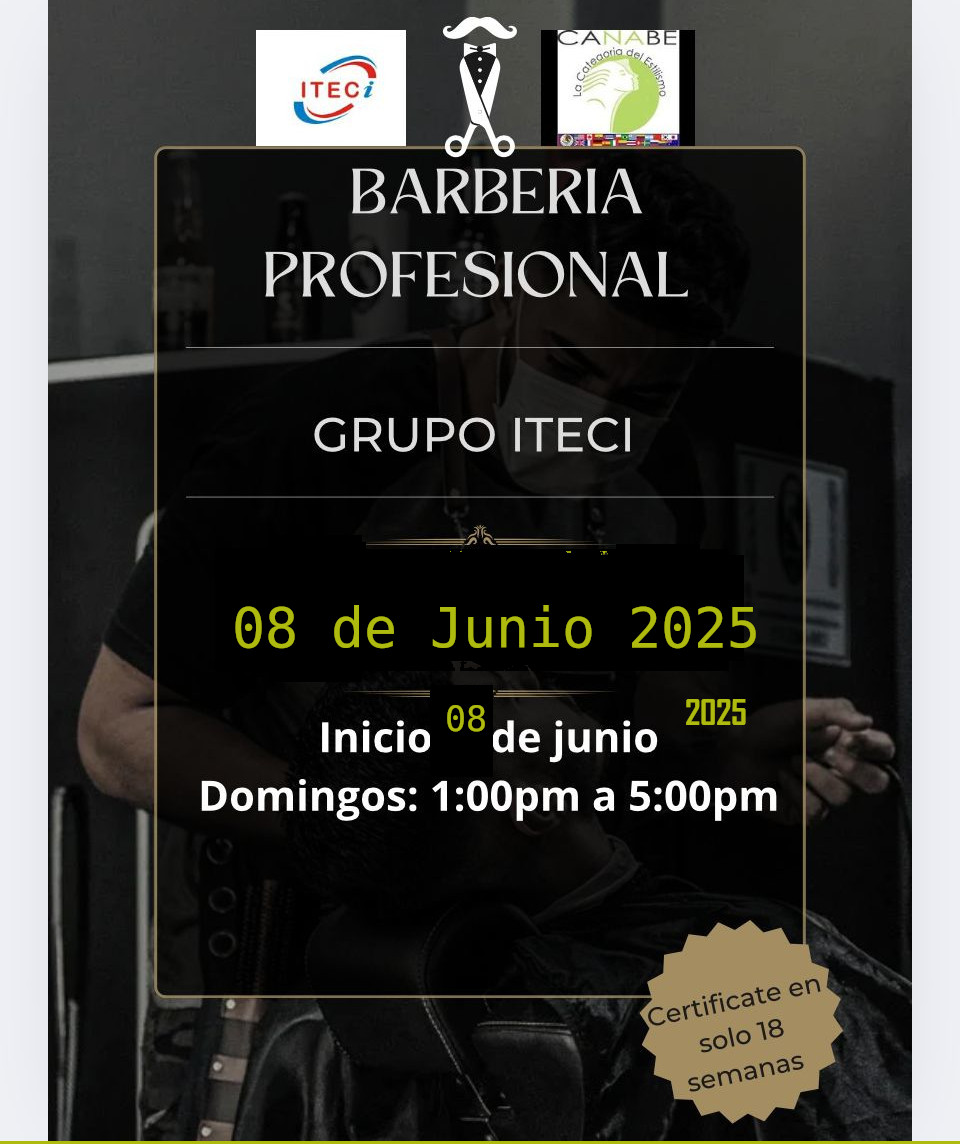 ITECi
CANABE
La Categoria del Estilismo
BARBERIA
PROFESIONAL
GRUPO ITECI
08 de Junio 2025
2025
Inicio 08 de junio
Domingos: 1:00pm a 5:00pm
Certificate en
solo 18
semanas